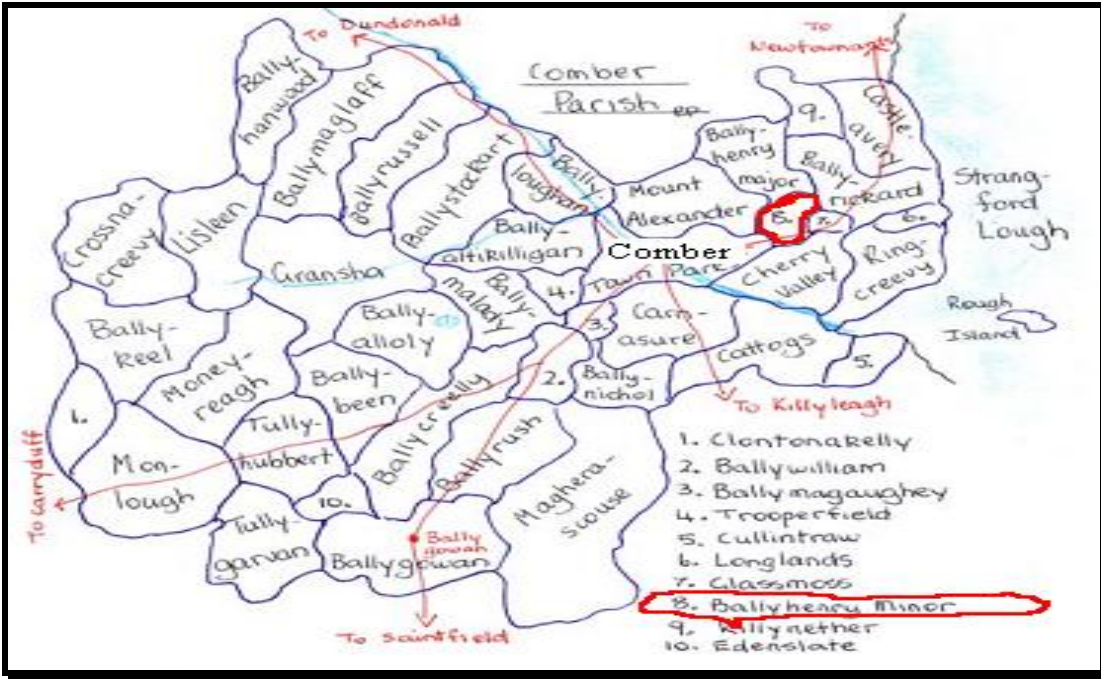 To Dundonald
To
Newtownards
Comber
Parish
Bally-
hanwood
Ballymaglaff
Ballyrussell
Ballystockart
Bally
loughan
Bally-
henry
major
9.
Castle-
avery
Mount
Alexander
Bally-
rickard
8.
7.
6.
Strang-
ford
Lough
Crossna-
creevy
Lisleen
Gransha
Bally-
altikilligan
Comber
Town Park
Cherry
Valley
Ring-
creevy
Rough
Island
Bally-
keel
Money-
reagh
Bally-
alloly
Bally-
malady
4.
3.
Carn-
asure
Cattogs
5.
Bally-
been
Ballycreelly
2.
Bally-
nichol
To Killyleagh
1.
Mon-
lough
Tully-
hubbert
Ballyrush
Maghera-
scouse
To Carryduff
10.
Tully-
garvan
Bally
gowan
Ballygowan
To Saintfield
1. Clontonakelly
2. Ballywilliam
3. Ballymagaughey
4. Trooperfield
5. Cullintraw
6. Longlands
7. Glassmoss
8. Ballyhenry Minor
9. Killynether
10. Edenslate